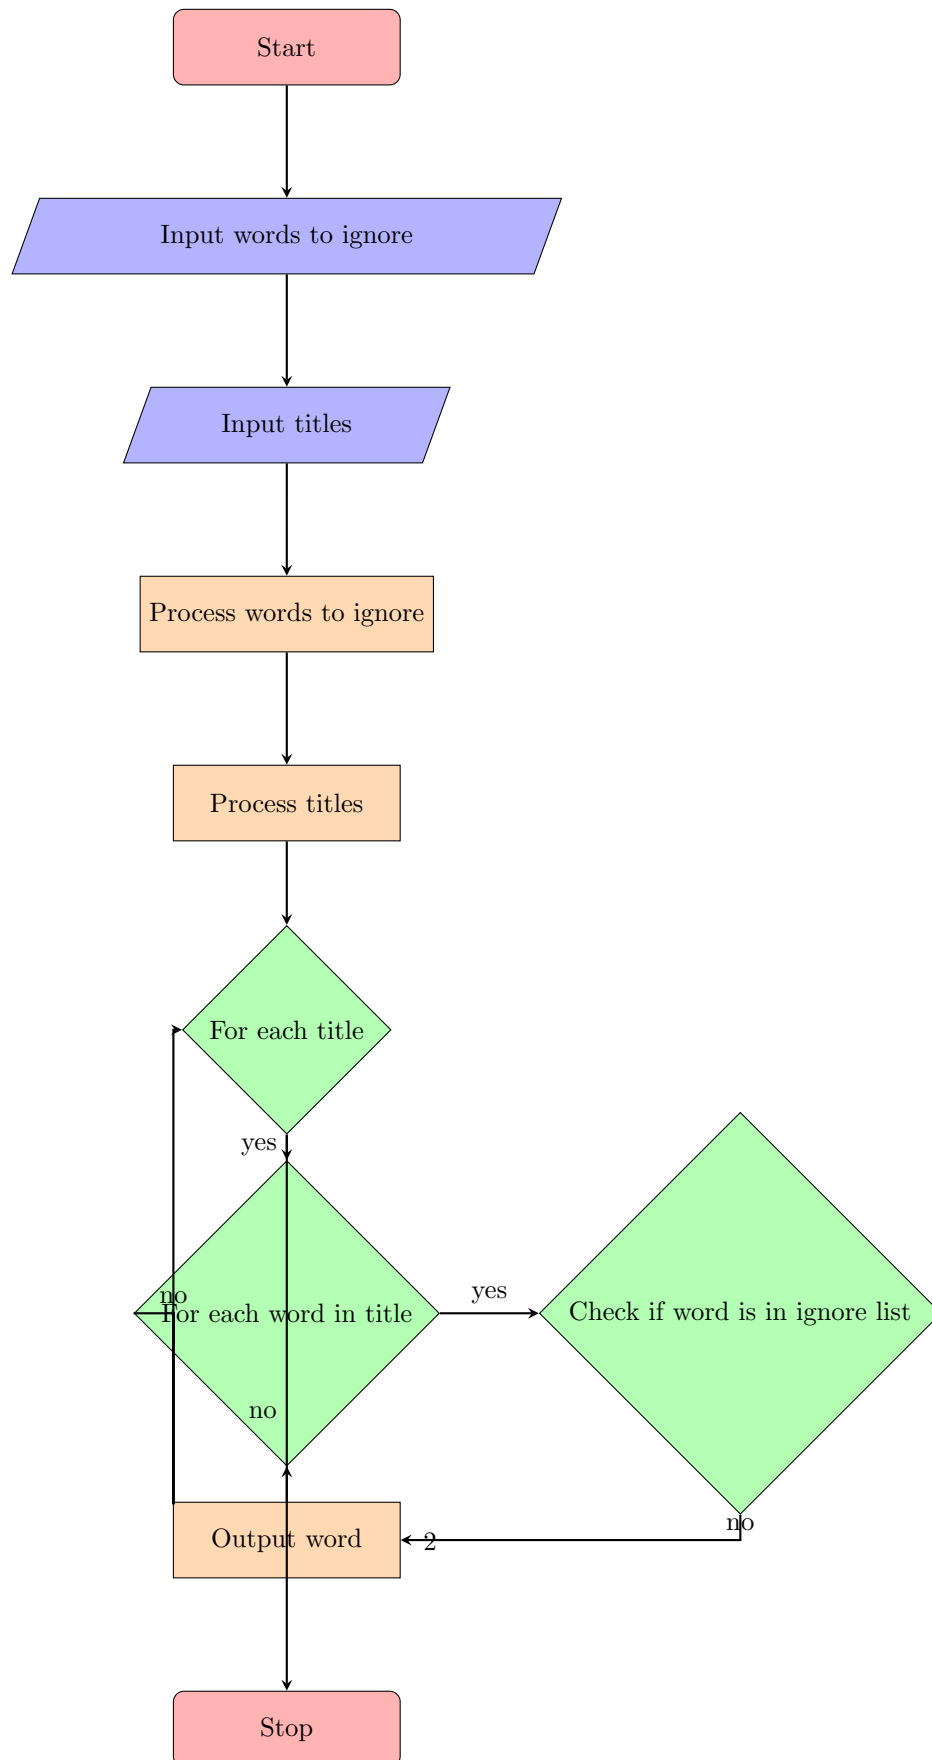 Start
Input words to ignore
Input titles
Process words to ignore
Process titles
For each title
yes
no
For each word in title
yes
Check if word is in ignore list
no
no
Output word
2
Stop